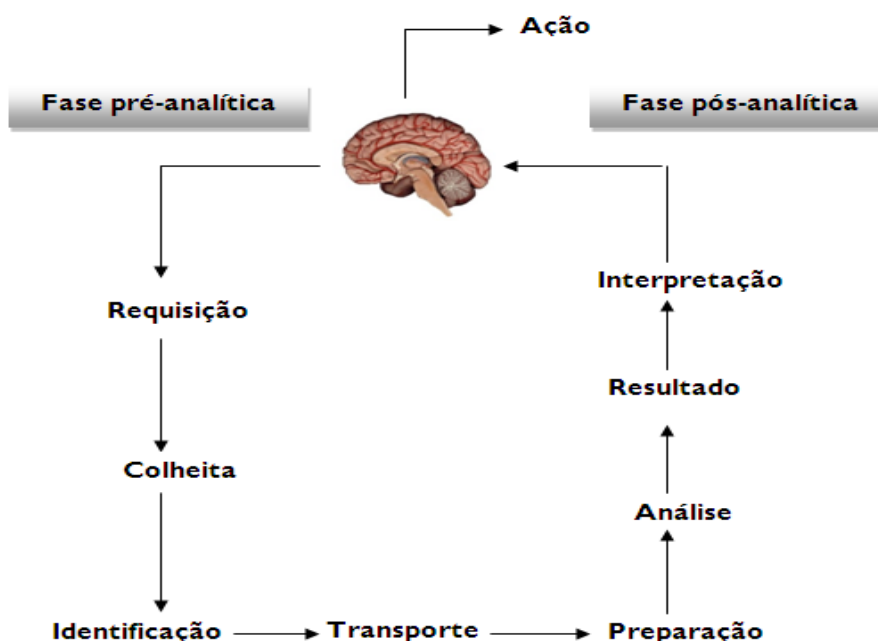 Ação
Fase pré-analítica
Fase pós-analítica
Requisição
Colheita
Identificação
Transporte
Preparação
Análise
Resultado
Interpretação